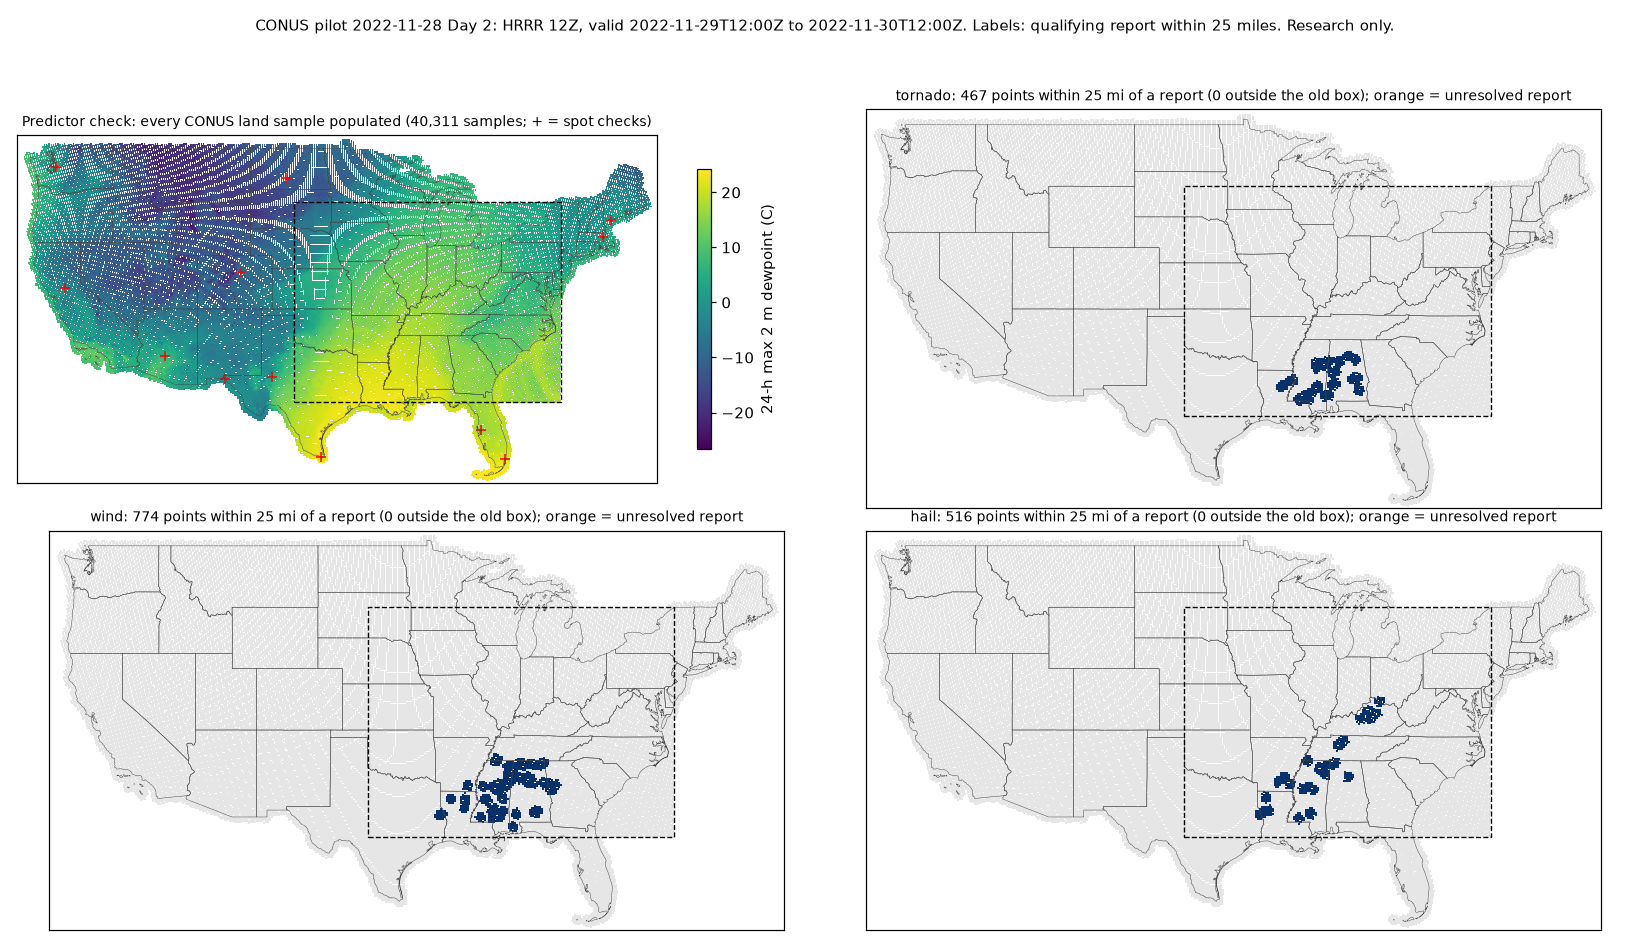 CONUS pilot 2022-11-28 Day 2: HRRR 12Z, valid 2022-11-29T12:00Z to 2022-11-30T12:00Z. Labels: qualifying report within 25 miles. Research only.
Predictor check: every CONUS land sample populated (40,311 samples; + = spot checks)
20
10
0
−10
−20
24-h max 2 m dewpoint (C)
tornado: 467 points within 25 mi of a report (0 outside the old box); orange = unresolved report
wind: 774 points within 25 mi of a report (0 outside the old box); orange = unresolved report
hail: 516 points within 25 mi of a report (0 outside the old box); orange = unresolved report